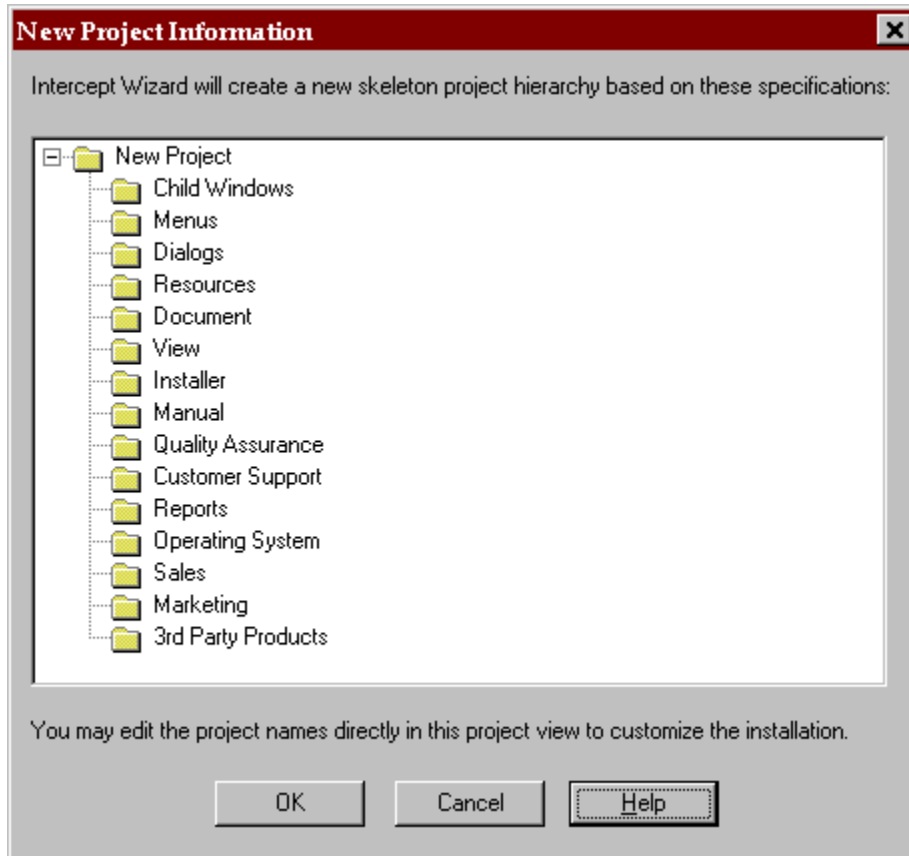 New Project Information
Intercept Wizard will create a new skeleton project hierarchy based on these specifications:
New Project
Child Windows
Menus
Dialogs
Resources
Document
View
Installer
Manual
Quality Assurance
Customer Support
Reports
Operating System
Sales
Marketing
3rd Party Products
You may edit the project names directly in this project view to customize the installation.
OK Cancel Help